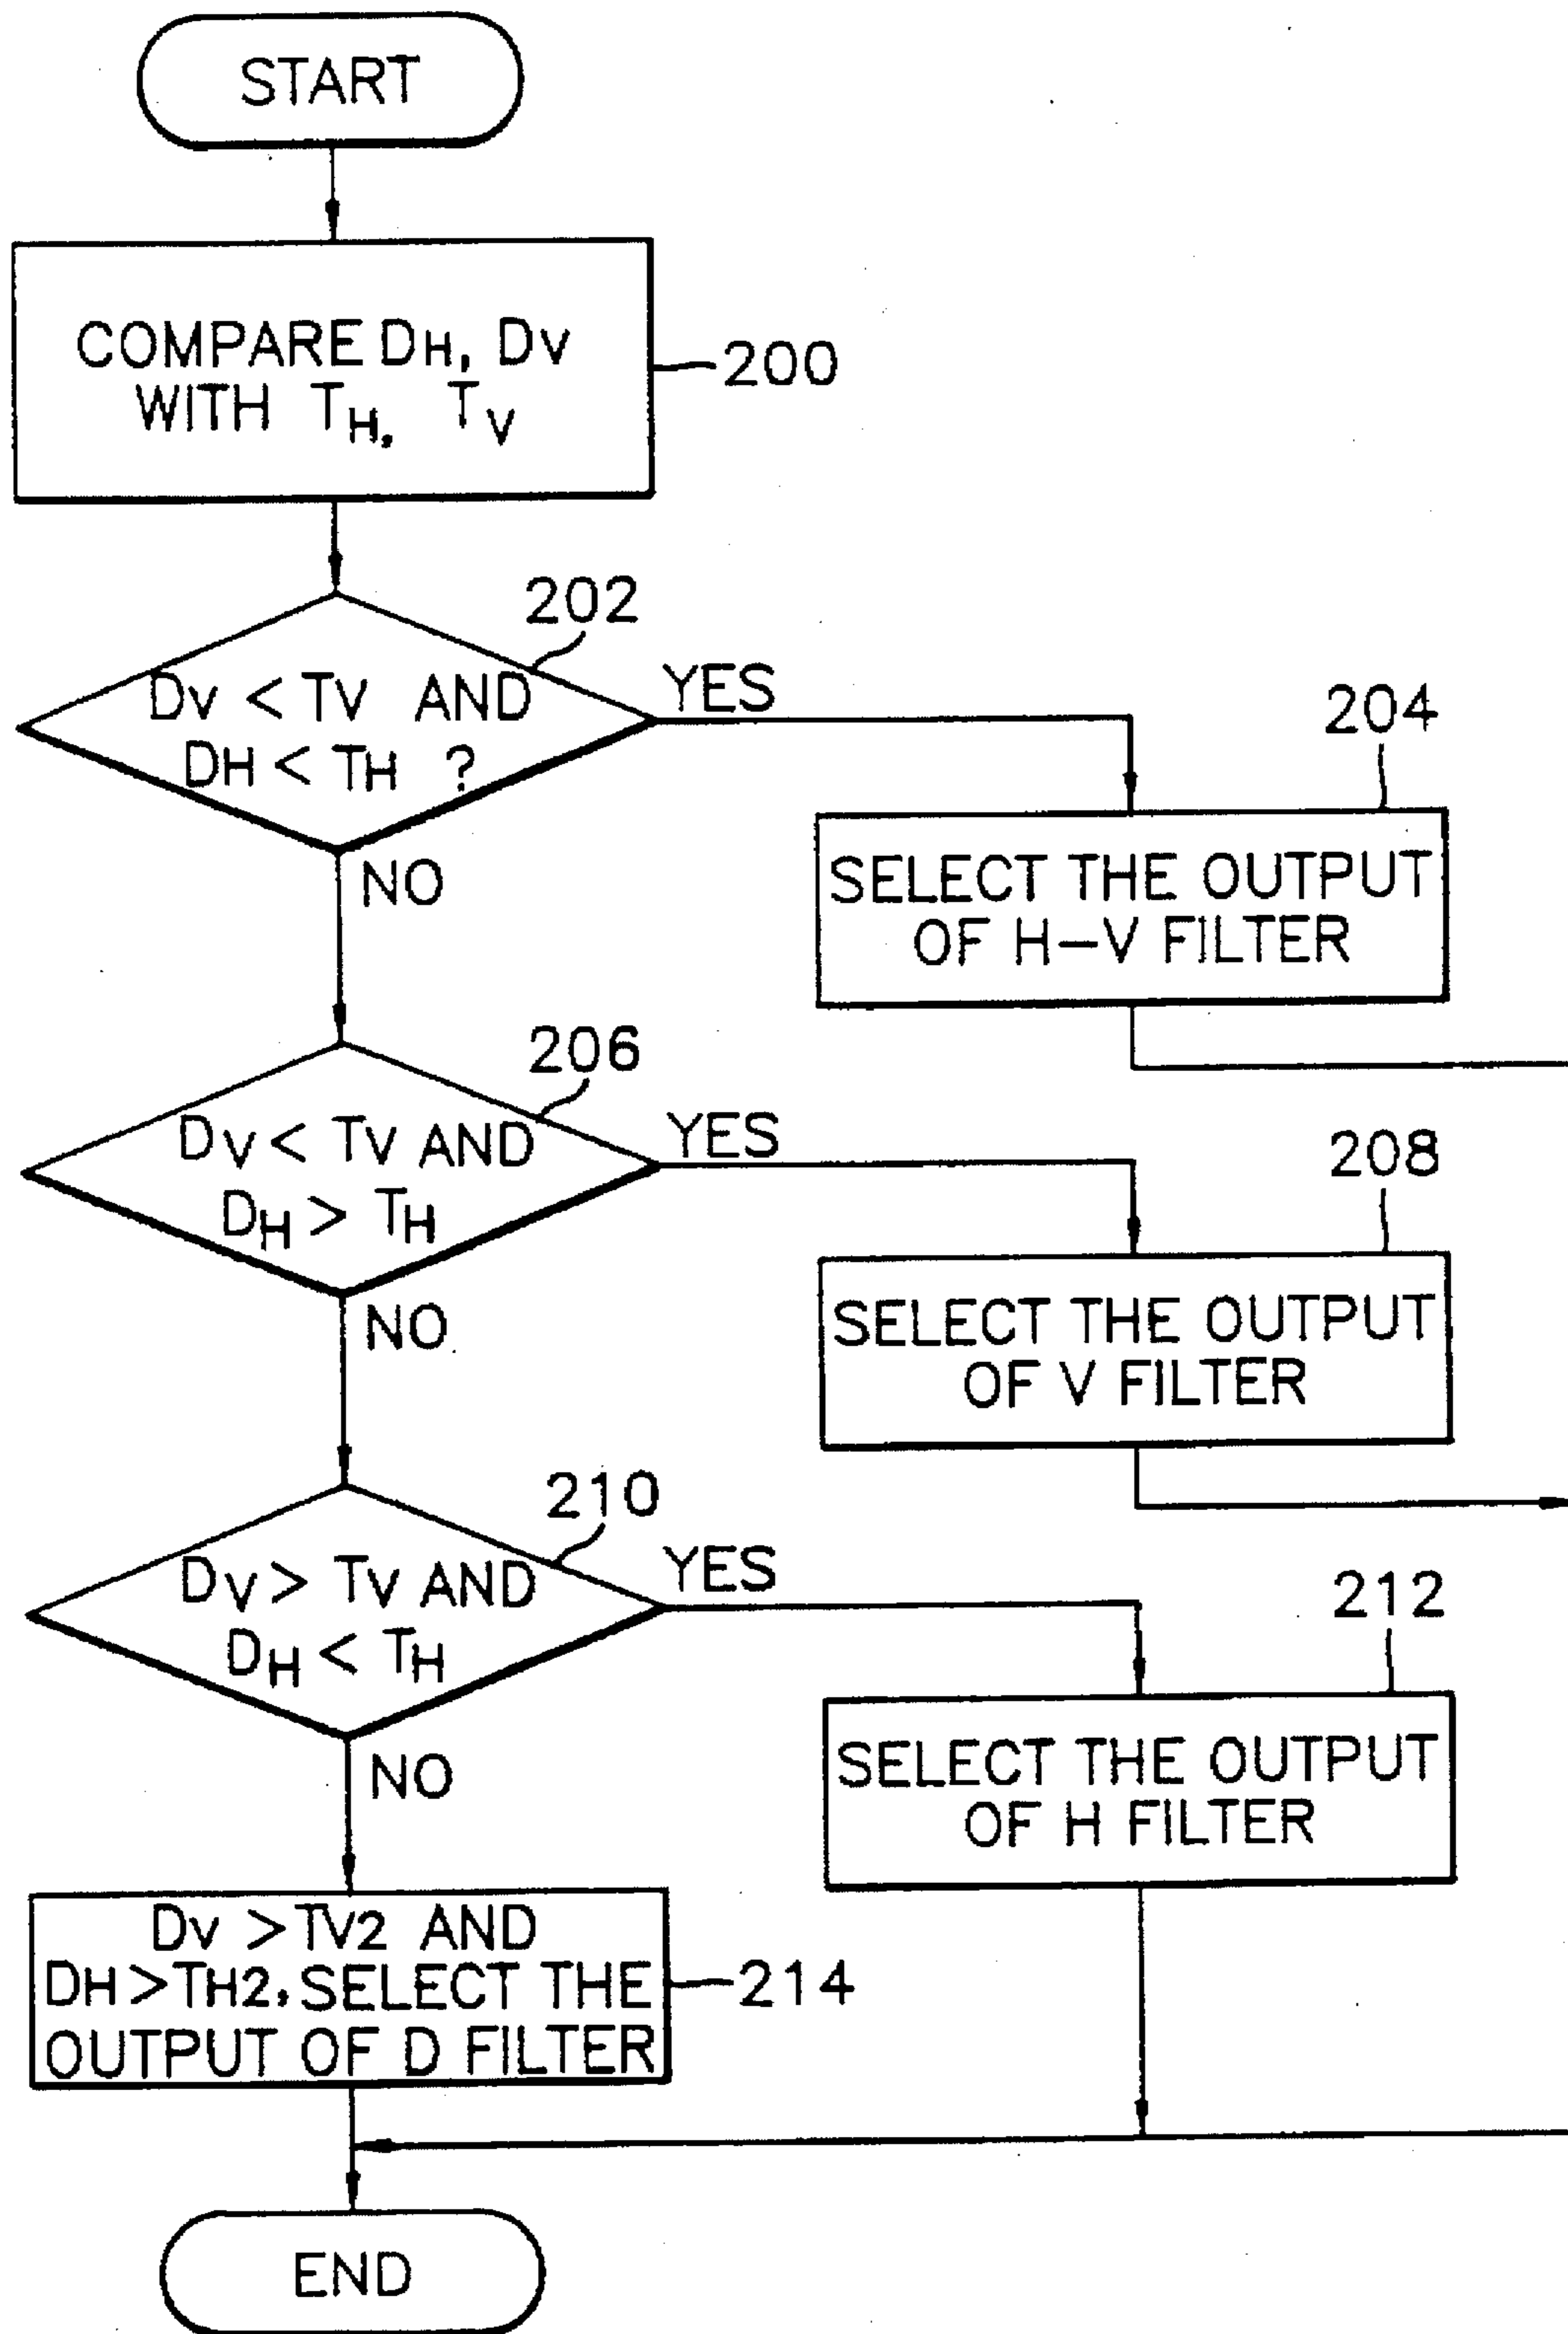 START
COMPARE DH, DV
WITH TH, TV
200
202
DV < TV AND
DH < TH ?
YES
NO
204
SELECT THE OUTPUT
OF H-V FILTER
206
DV < TV AND
DH > TH
YES
NO
208
SELECT THE OUTPUT
OF V FILTER
210
DV > TV AND
DH < TH
YES
NO
212
SELECT THE OUTPUT
OF H FILTER
DV > TV2 AND
DH > TH2, SELECT THE
OUTPUT OF D FILTER
214
END